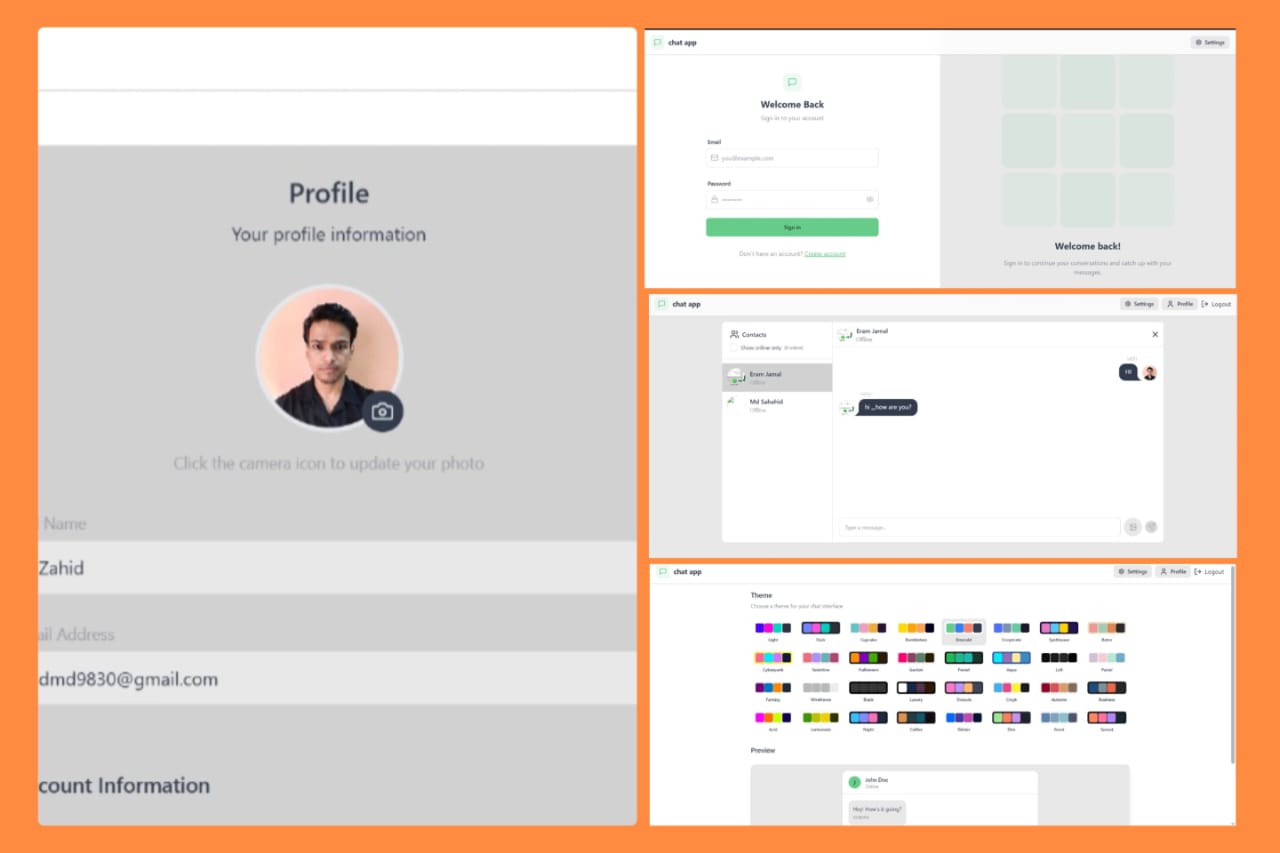 Profile
Your profile information
Click the camera icon to update your photo
Name
Zahid
ail Address
dmd9830@gmail.com
count Information
chat app
Settings
Welcome Back
Sign in to your account
Email
you@example.com
Password
Sign in
Don't have an account? Create account
Welcome back!
Sign in to continue your conversations and catch up with your
messages.
chat app
Settings
Profile
Logout
Contacts
Show online only
Eram Jamal
Offline
Md Sahahid
Offline
Eram Jamal
Offline
Hi
hi ,,how are you?
Type a message...
chat app
Settings
Profile
Logout
Theme
Choose a theme for your chat interface
Light Dark Cupcake Bumblebee Emerald Corporate Synthwave Retro
Cyberpunk Valentine Halloween Garden Forest Aqua Lofi Pastel
Fantasy Wireframe Black Luxury Dracula Cmyk Autumn Business
Acid Lemonade Night Coffee Winter Dim Nord Sunset
Preview
J
John Doe
Online
Hey! How's it going?